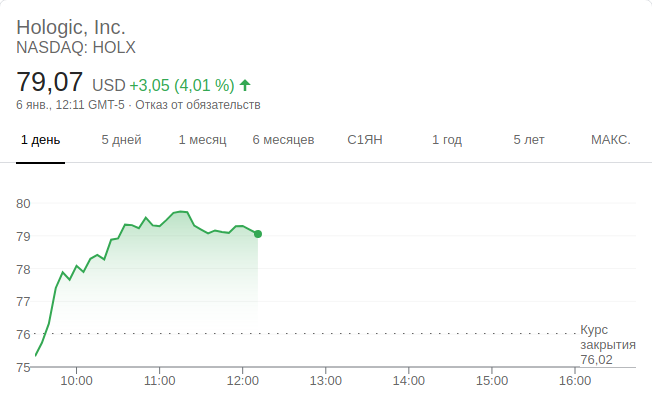 Hologic, Inc.
NASDAQ: HOLX
79,07 USD +3,05 (4,01 %)
6 янв., 12:11 GMT-5 · Отказ от обязательств
1 день 5 дней 1 месяц 6 месяцев С1ЯН 1 год 5 лет МАКС.
80
79
78
77
76
75
Курс
закрытия
76,02
10:00 11:00 12:00 13:00 14:00 15:00 16:00